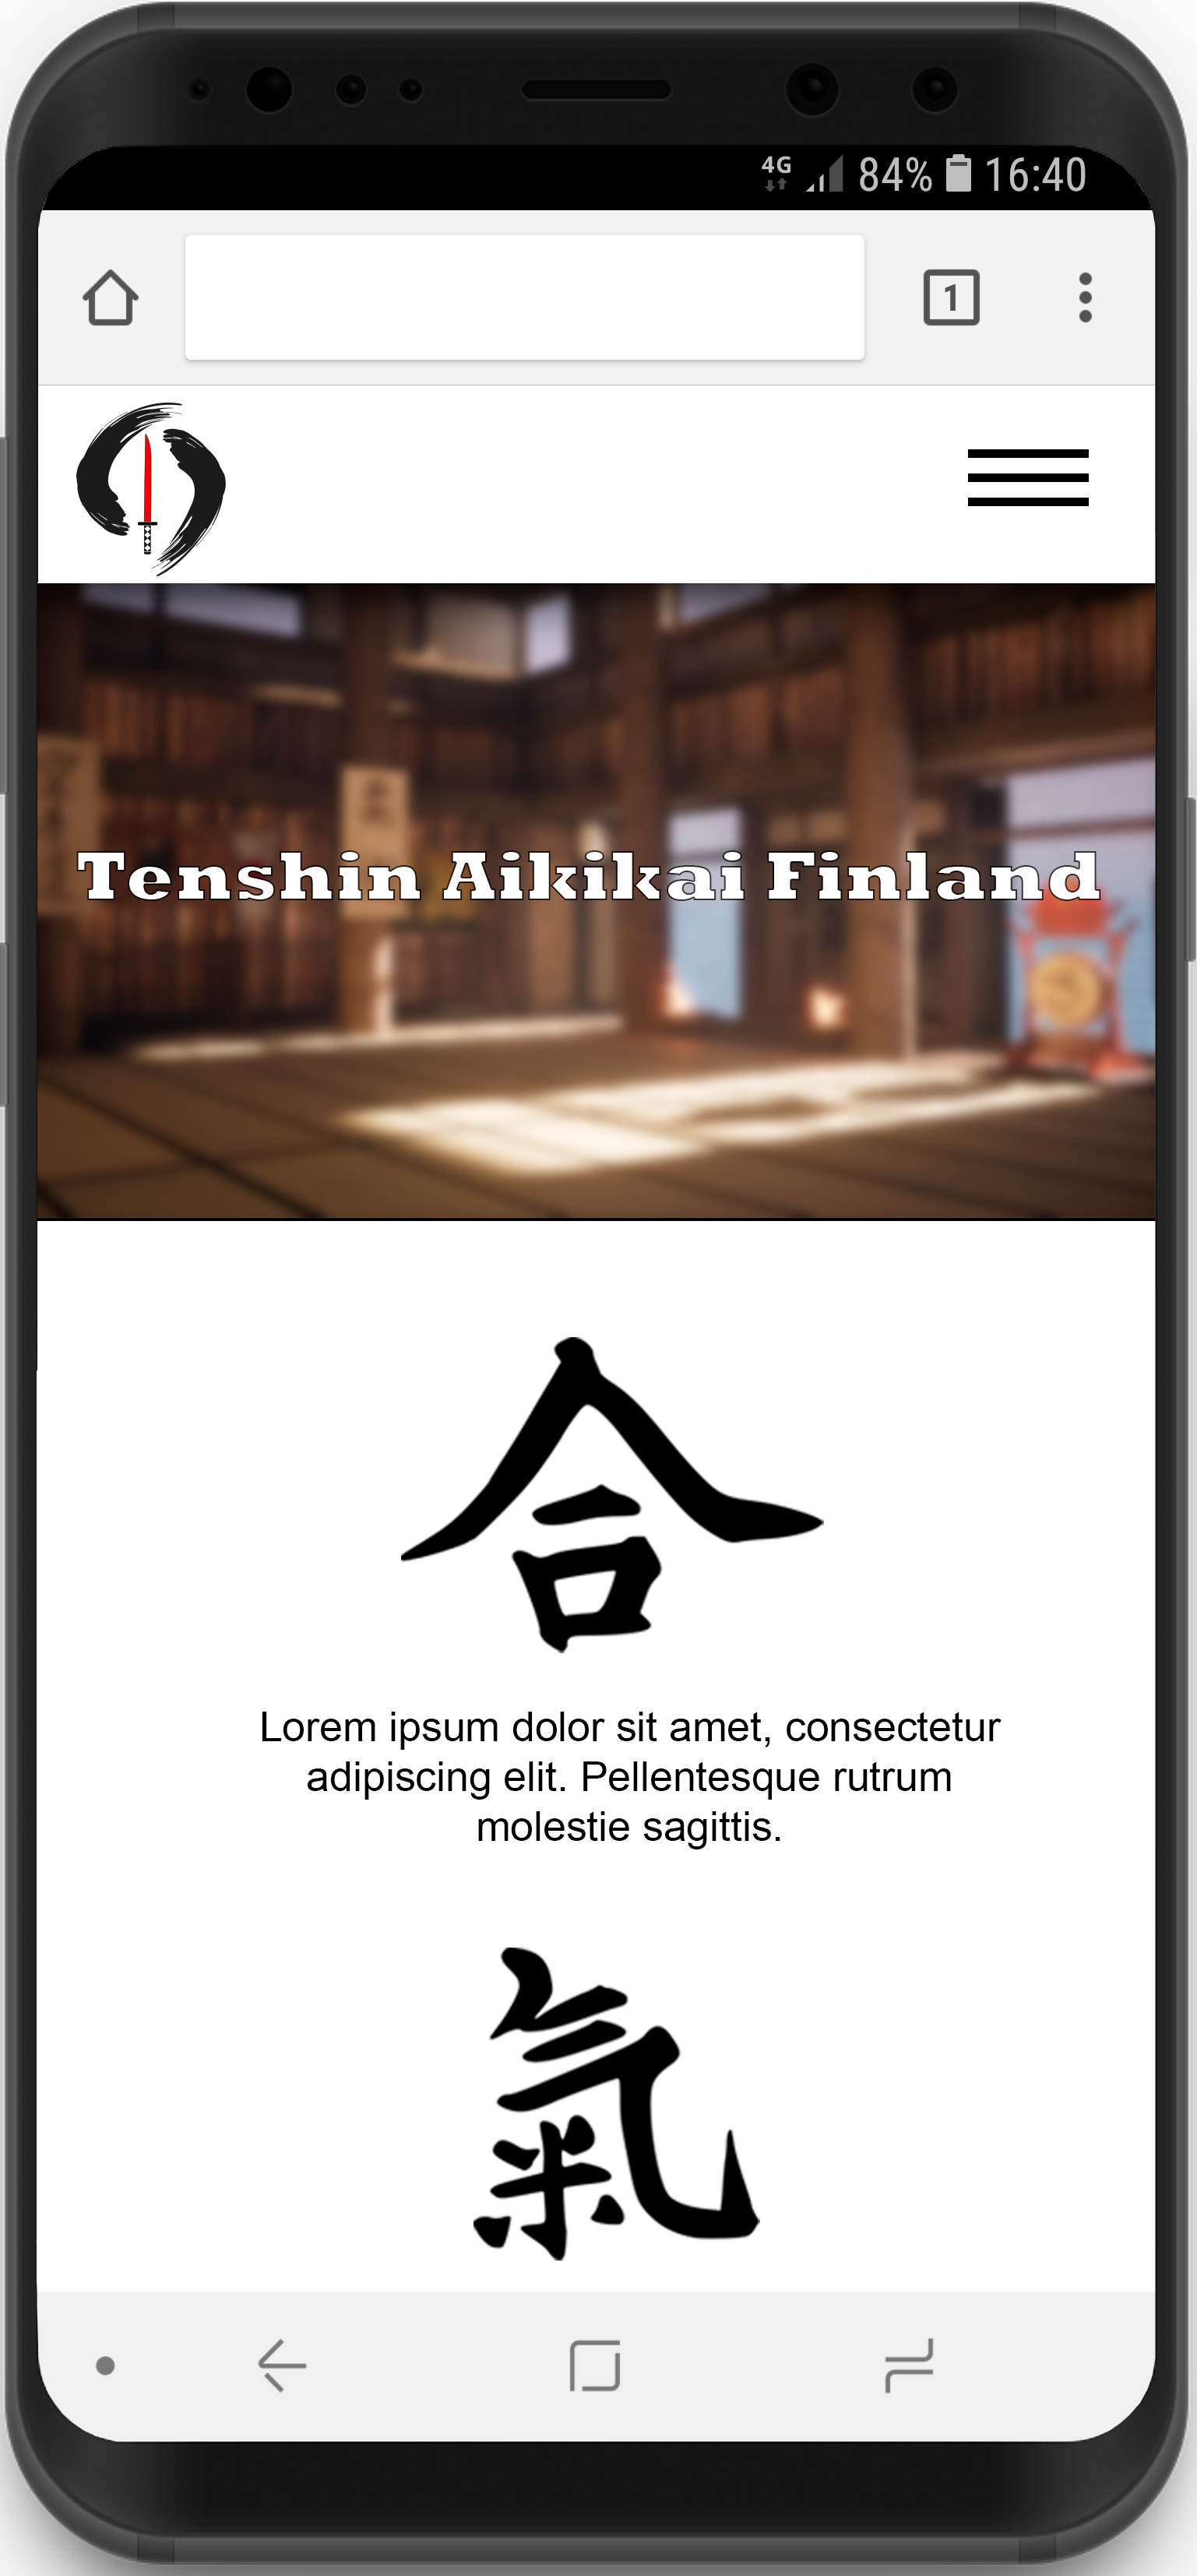 4G 84% 16:40
1
Tenshin Aikikai Finland
合
Lorem ipsum dolor sit amet, consectetur
adipiscing elit. Pellentesque rutrum
molestie sagittis.
氣